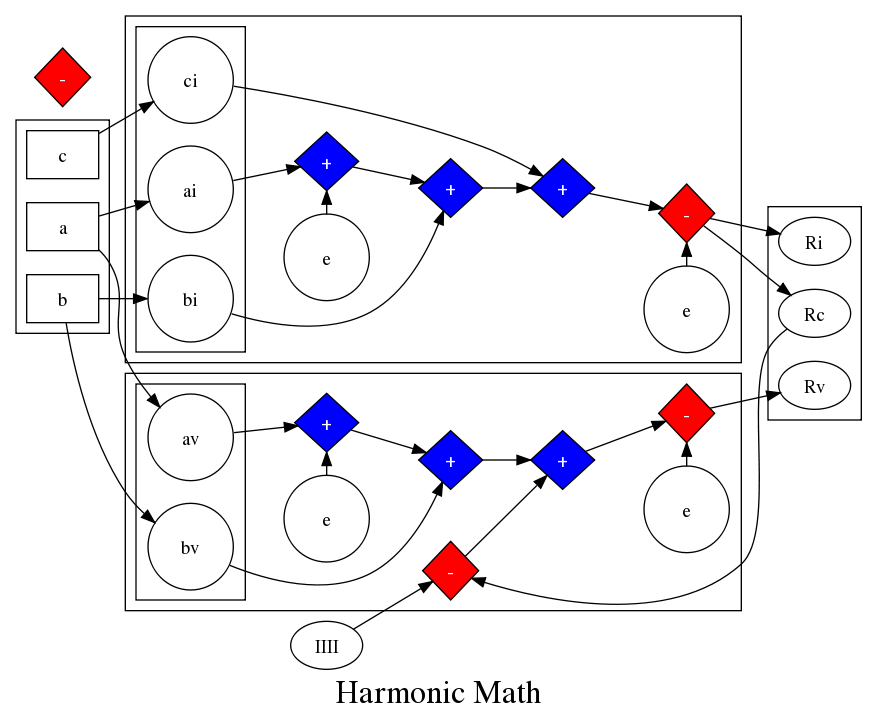 -
c
a
b
ci
ai
bi
+
e
+
+
-
e
Ri
Rc
Rv
av
bv
+
e
+
+
-
-
e
IIII
Harmonic Math